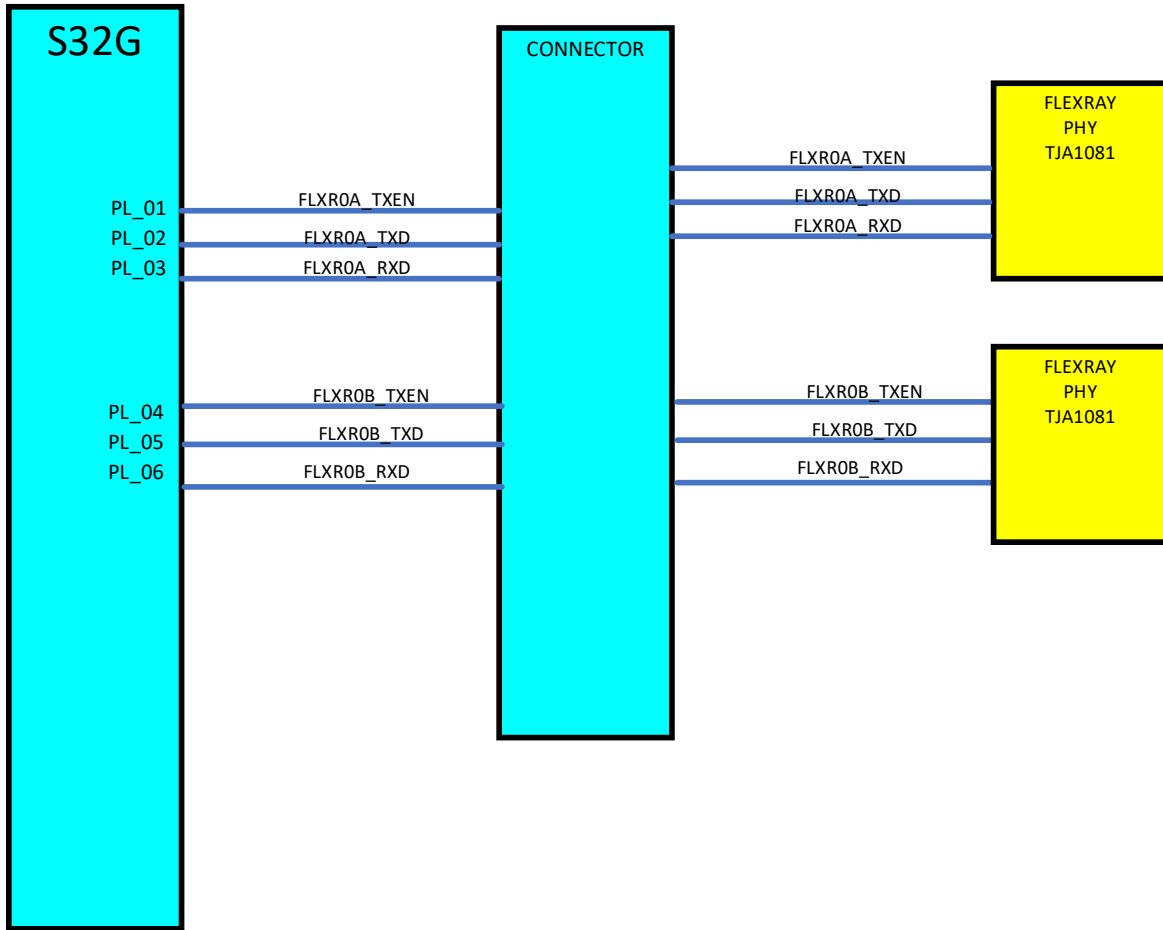 S32G
PL_01
PL_02
PL_03
PL_04
PL_05
PL_06
FLXR0A_TXEN
FLXR0A_TXD
FLXR0A_RXD
FLXR0B_TXEN
FLXR0B_TXD
FLXR0B_RXD
CONNECTOR
FLXR0A_TXEN
FLXR0A_TXD
FLXR0A_RXD
FLXR0B_TXEN
FLXR0B_TXD
FLXR0B_RXD
FLEXRAY
PHY
TJA1081
FLEXRAY
PHY
TJA1081